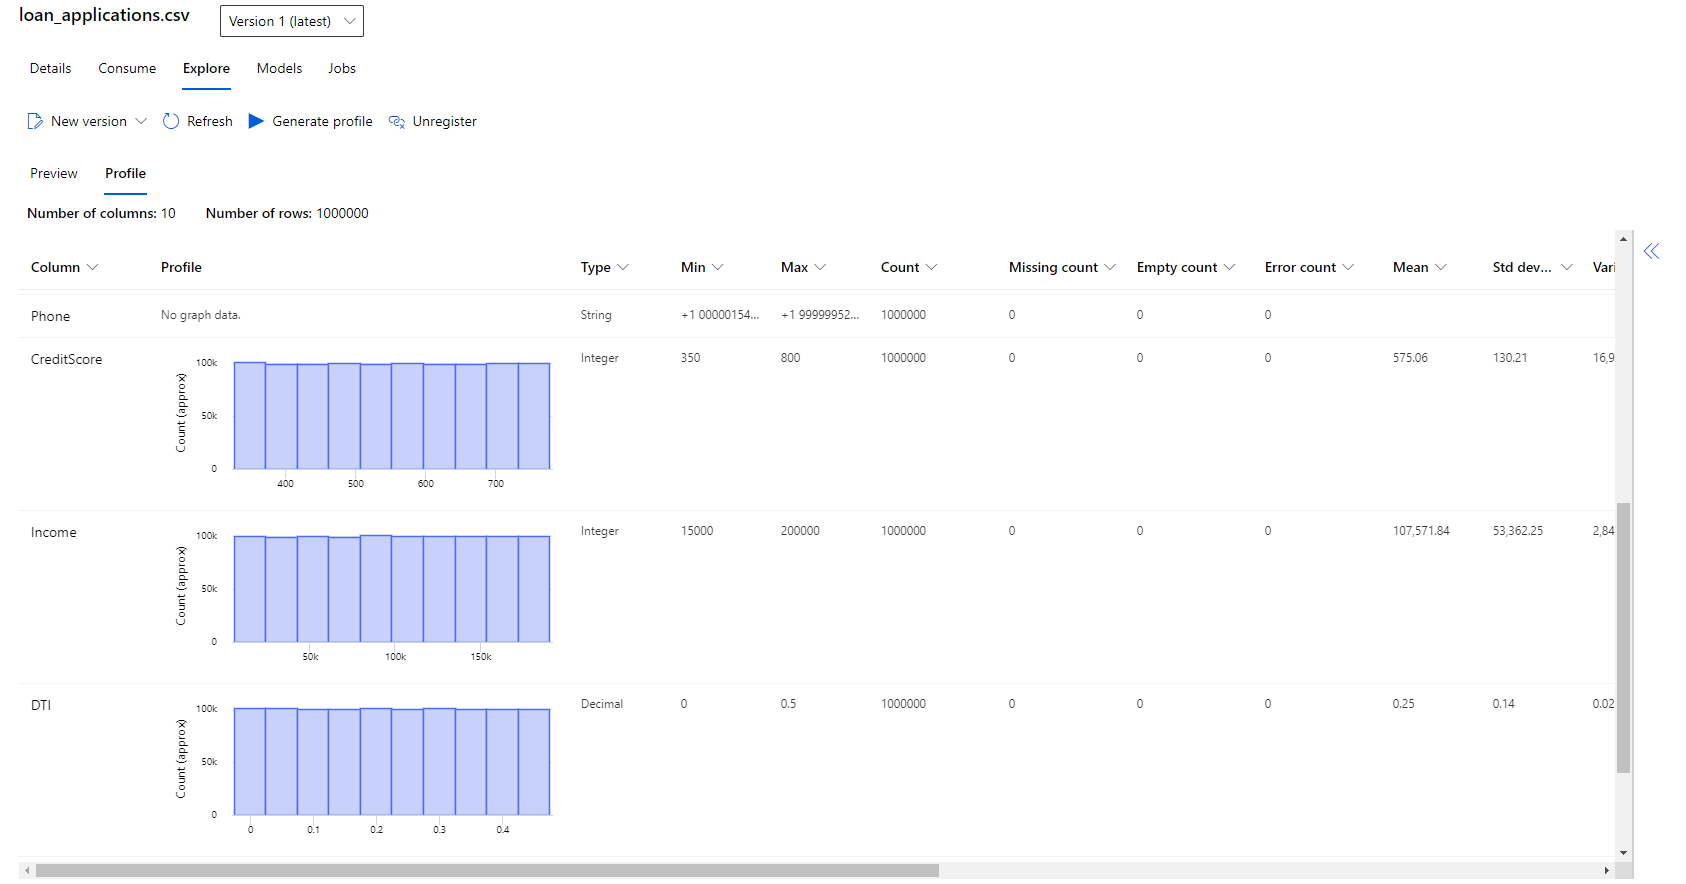 loan_applications.csv Version 1 (latest)
Details Consume Explore Models Jobs
New version Refresh Generate profile Unregister
Preview Profile
Number of columns: 10 Number of rows: 1000000
Column Profile Type Min Max Count Missing count Empty count Error count Mean Std dev... Vari
Phone No graph data. String +1 00000154... +1 99999952... 1000000 0 0 0
CreditScore Integer 350 800 1000000 0 0 0 575.06 130.21 16,9
Count (approx)
100k
50k
0
400 500 600 700
Income Integer 15000 200000 1000000 0 0 0 107,571.84 53,362.25 2,84
Count (approx)
100k
50k
0
50k 100k 150k
DTI Decimal 0 0.5 1000000 0 0 0 0.25 0.14 0.02
Count (approx)
100k
50k
0
0 0.1 0.2 0.3 0.4